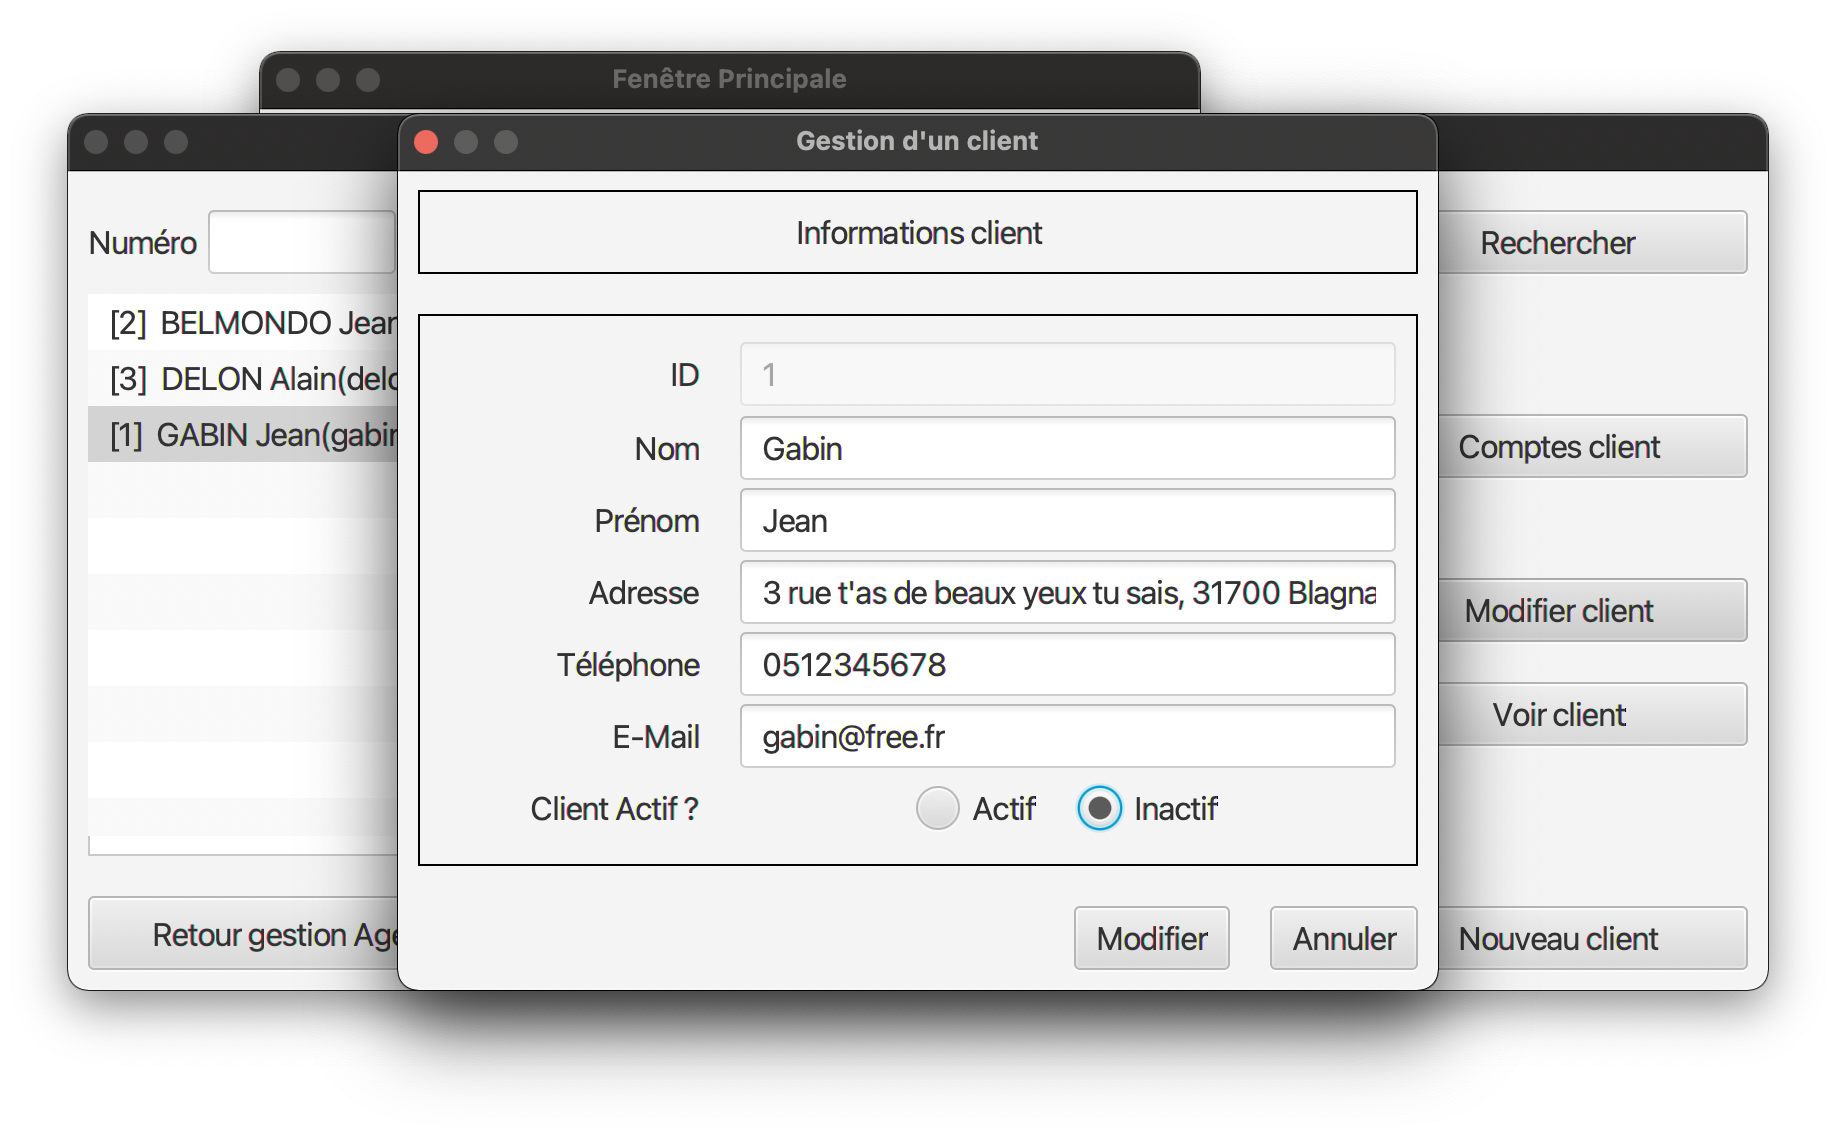 Fenêtre Principale
Gestion d'un client
Numéro
Rechercher
Informations client
[2] BELMONDO Jean
[3] DELON Alain(delo
[1] GABIN Jean(gabin
ID 1
Nom Gabin
Comptes client
Prénom Jean
Adresse 3 rue t'as de beaux yeux tu sais, 31700 Blagna
Modifier client
Téléphone 0512345678
Voir client
E-Mail gabin@free.fr
Client Actif ? Actif Inactif
Retour gestion Age
Modifier Annuler
Nouveau client